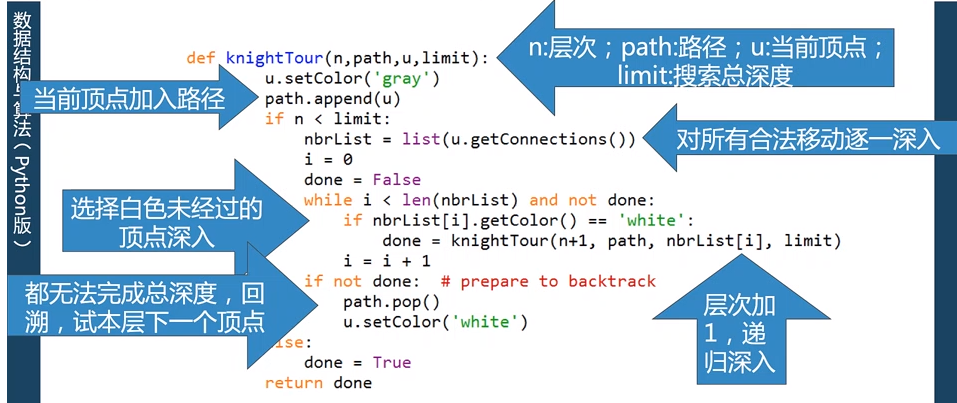 数据结构与算法（Python版）
def knightTour(n,path,u,limit):
n:层次；path:路径；u:当前顶点；
limit:搜索总深度
u.setColor('gray')
当前顶点加入路径
path.append(u)
if n < limit:
nbrList = list(u.getConnections())
对所有合法移动逐一深入
i = 0
done = False
while i < len(nbrList) and not done:
选择白色未经过的
顶点深入
if nbrList[i].getColor() == 'white':
done = knightTour(n+1, path, nbrList[i], limit)
i = i + 1
if not done:  # prepare to backtrack
都无法完成总深度，回
溯，试本层下一个顶点
path.pop()
u.setColor('white')
层次加
1，递
归深入
lse:
done = True
return done